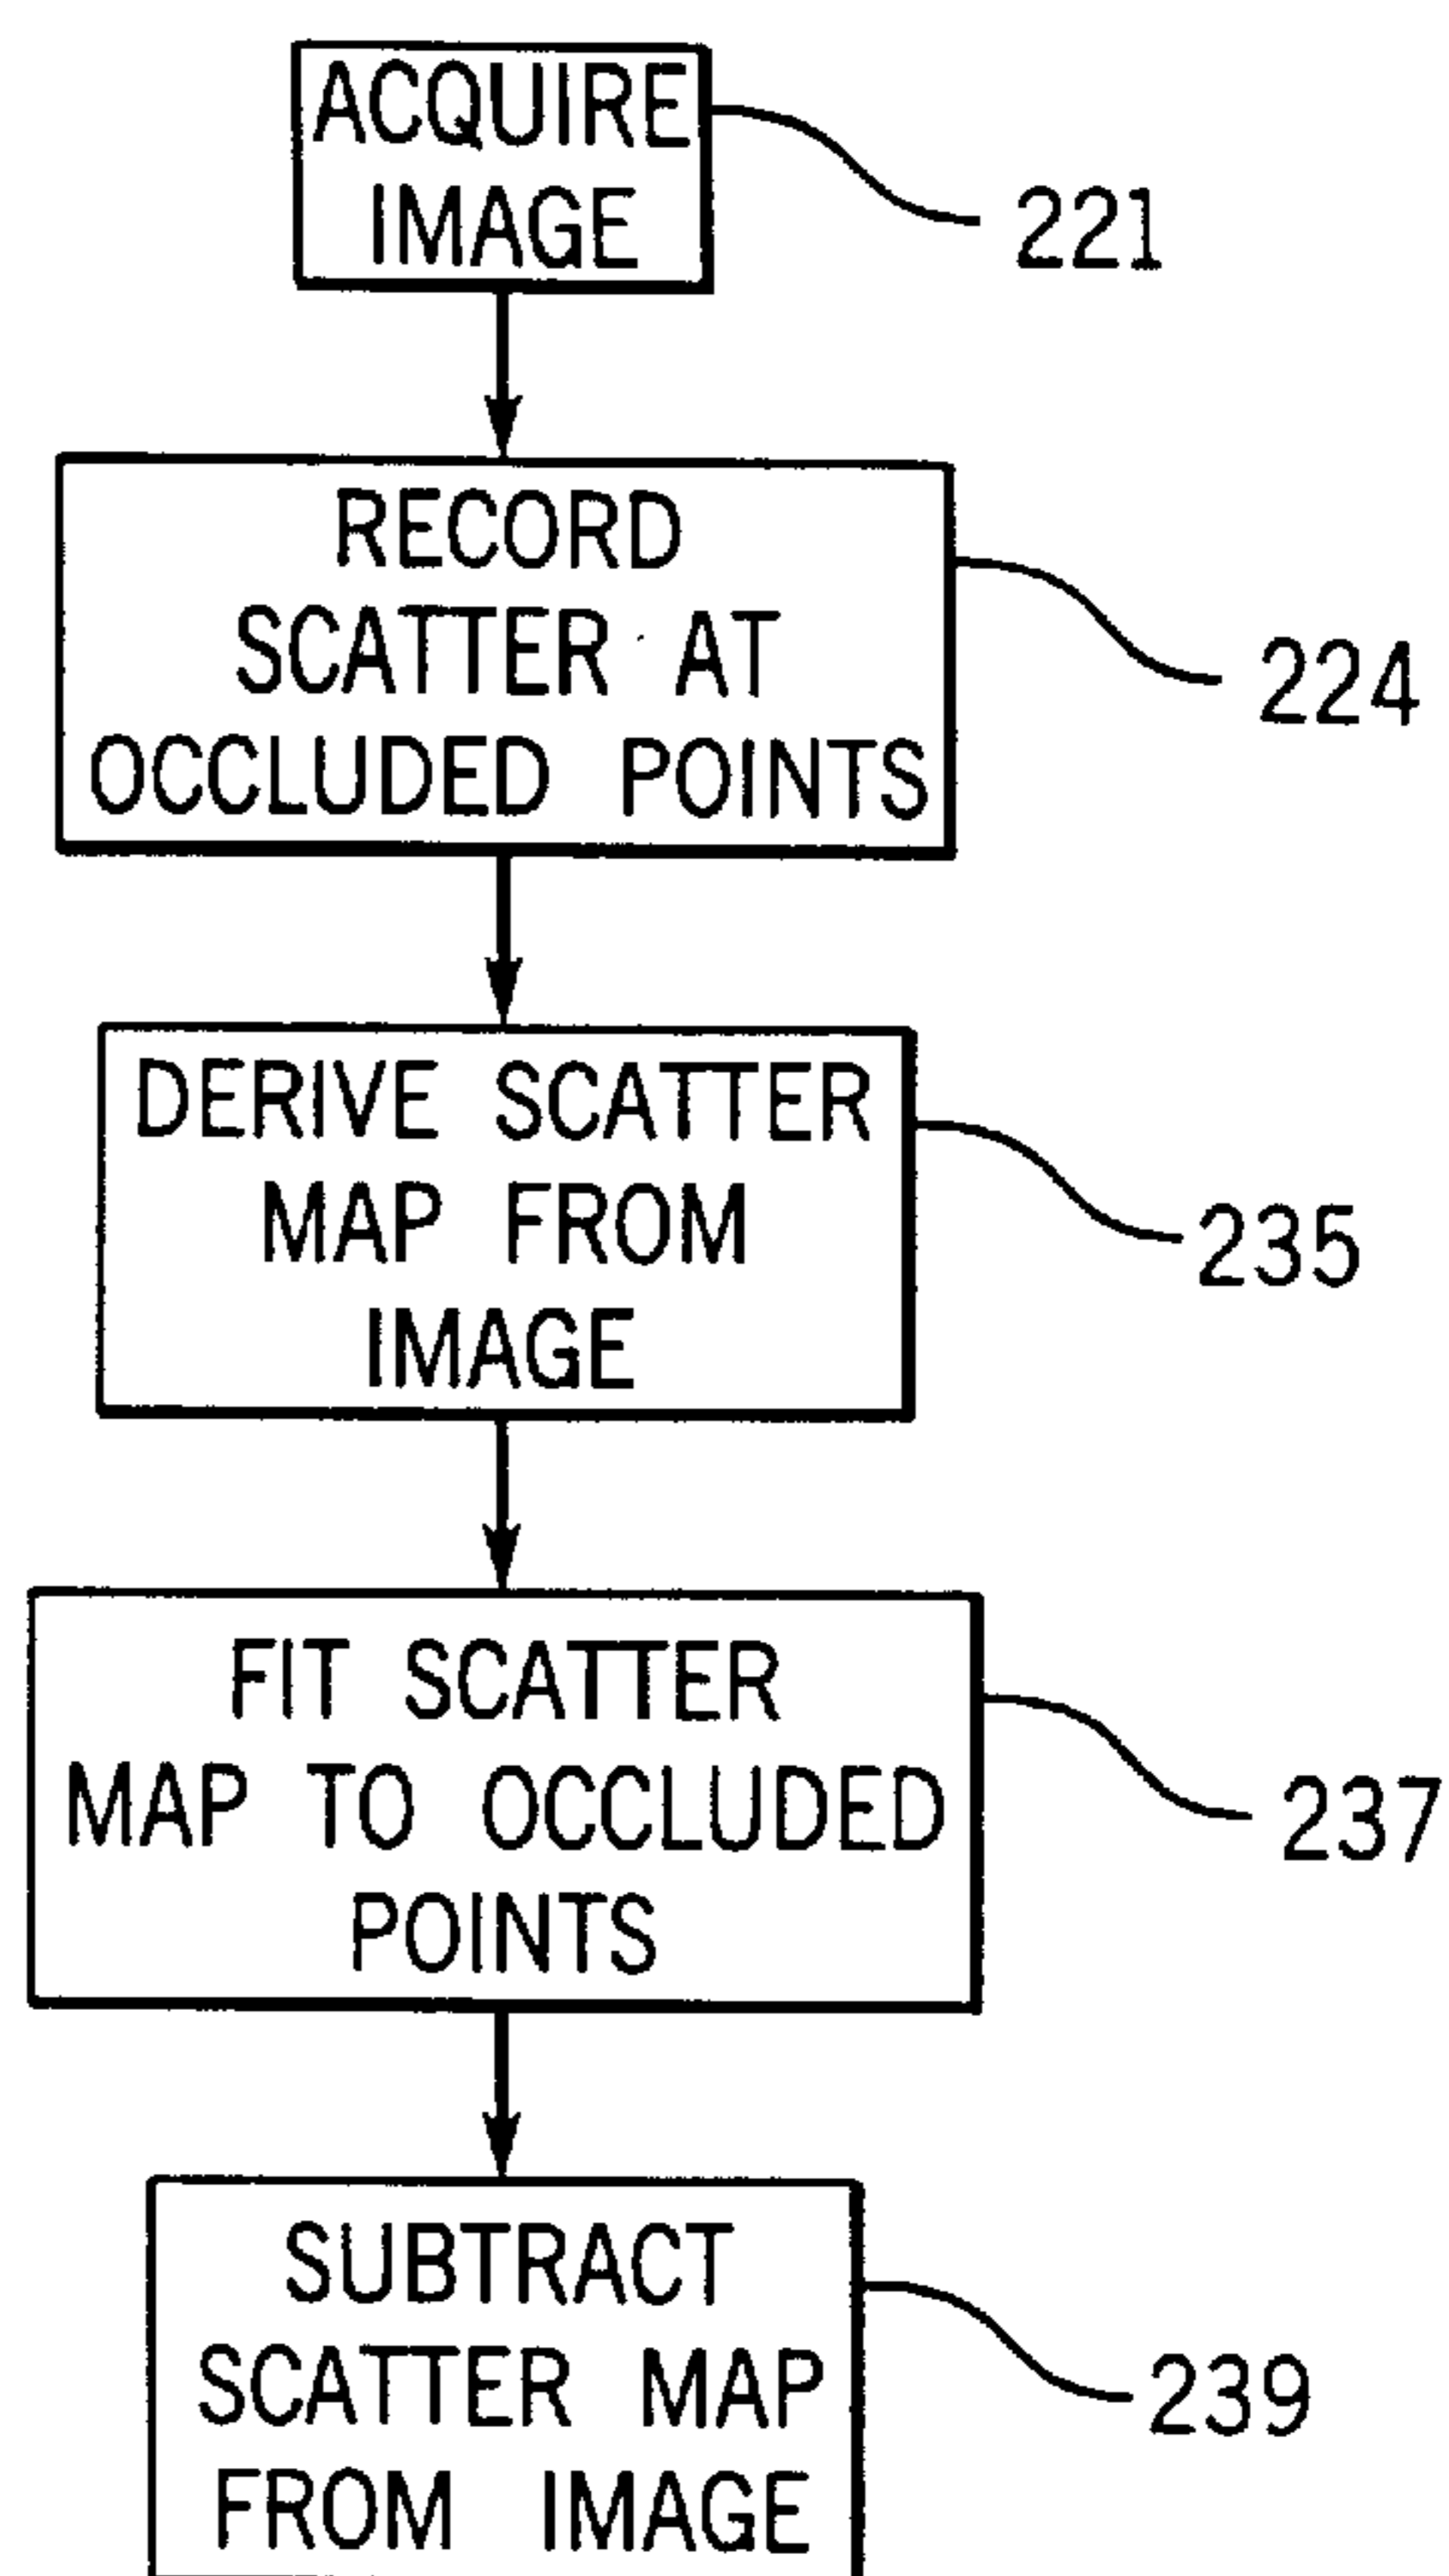 ACQUIRE
IMAGE
221
RECORD
SCATTER AT
OCCLUDED POINTS
224
DERIVE SCATTER
MAP FROM
IMAGE
235
FIT SCATTER
MAP TO OCCLUDED
POINTS
237
SUBTRACT
SCATTER MAP
FROM IMAGE
239